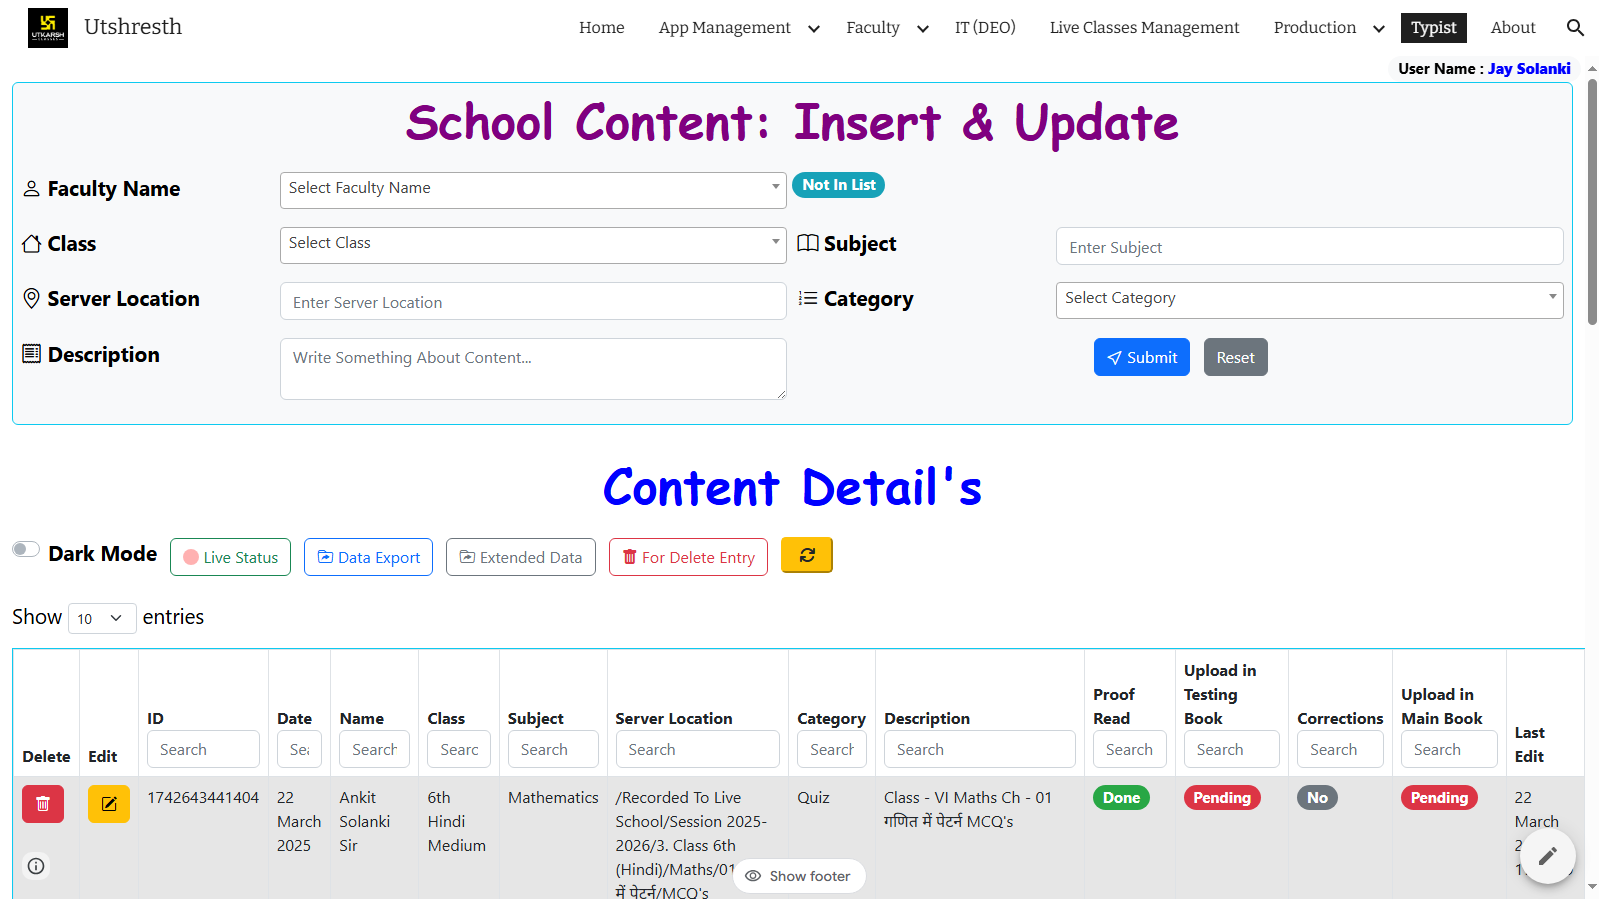 UTKARSH
CLASSES
Utshresth
Home
App Management
Faculty
IT (DEO)
Live Classes Management
Production
Typist
About
User Name : Jay Solanki
School Content: Insert & Update
Faculty Name
Select Faculty Name
Not In List
Class
Select Class
Subject
Enter Subject
Server Location
Enter Server Location
Category
Select Category
Description
Write Something About Content...
Submit
Reset
Content Detail's
Dark Mode
Live Status
Data Export
Extended Data
For Delete Entry
Show 10 entries
Delete
Edit
ID
Search
Date
Name
Search
Class
Subject
Search
Server Location
Search
Category
Search
Description
Search
Proof
Read
Search
Upload in
Testing
Book
Search
Corrections
Search
Upload in
Main Book
Search
Last
Edit
1742643441404
22
March
2025
Ankit
Solanki
Sir
6th
Hindi
Medium
Mathematics
/Recorded To Live
School/Session 2025-
2026/3. Class 6th
(Hindi)/Maths/01
में पेटर्न/MCQ's
Quiz
Class - VI Maths Ch - 01
गणित में पेटर्न MCQ's
Done
Pending
No
Pending
22
March
Show footer